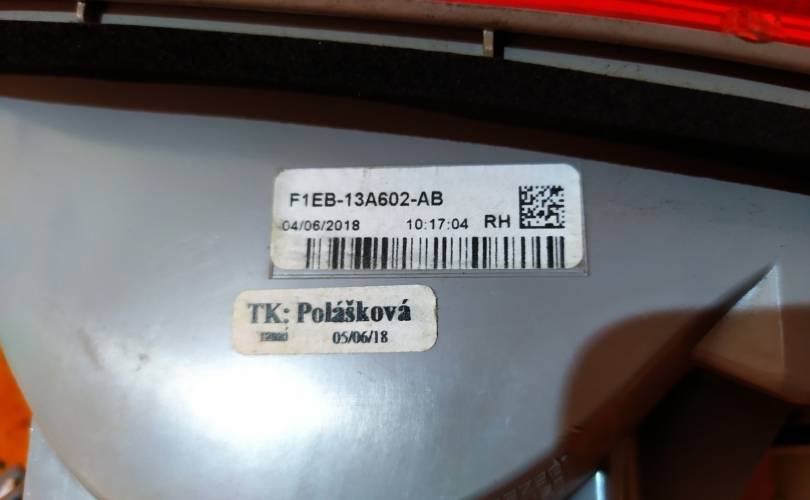 F1EB-13A602-AB
04/06/2018 10:17:04 RH
TK: Polášková
05/06/18